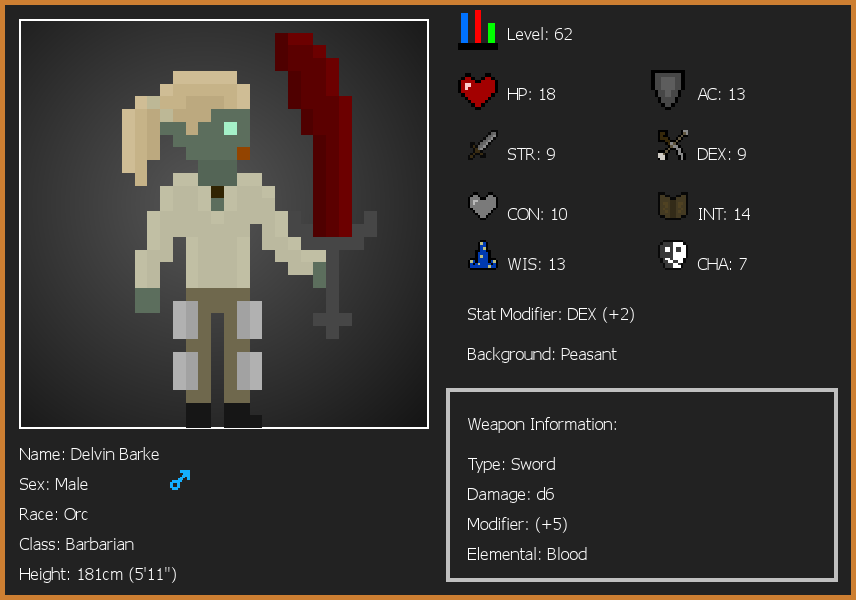 Level: 62
HP: 18
AC: 13
STR: 9
DEX: 9
CON: 10
INT: 14
WIS: 13
CHA: 7
Stat Modifier: DEX (+2)
Background: Peasant
Weapon Information:
Type: Sword
Damage: d6
Modifier: (+5)
Elemental: Blood
Name: Delvin Barke
Sex: Male
Race: Orc
Class: Barbarian
Height: 181cm (5'11")